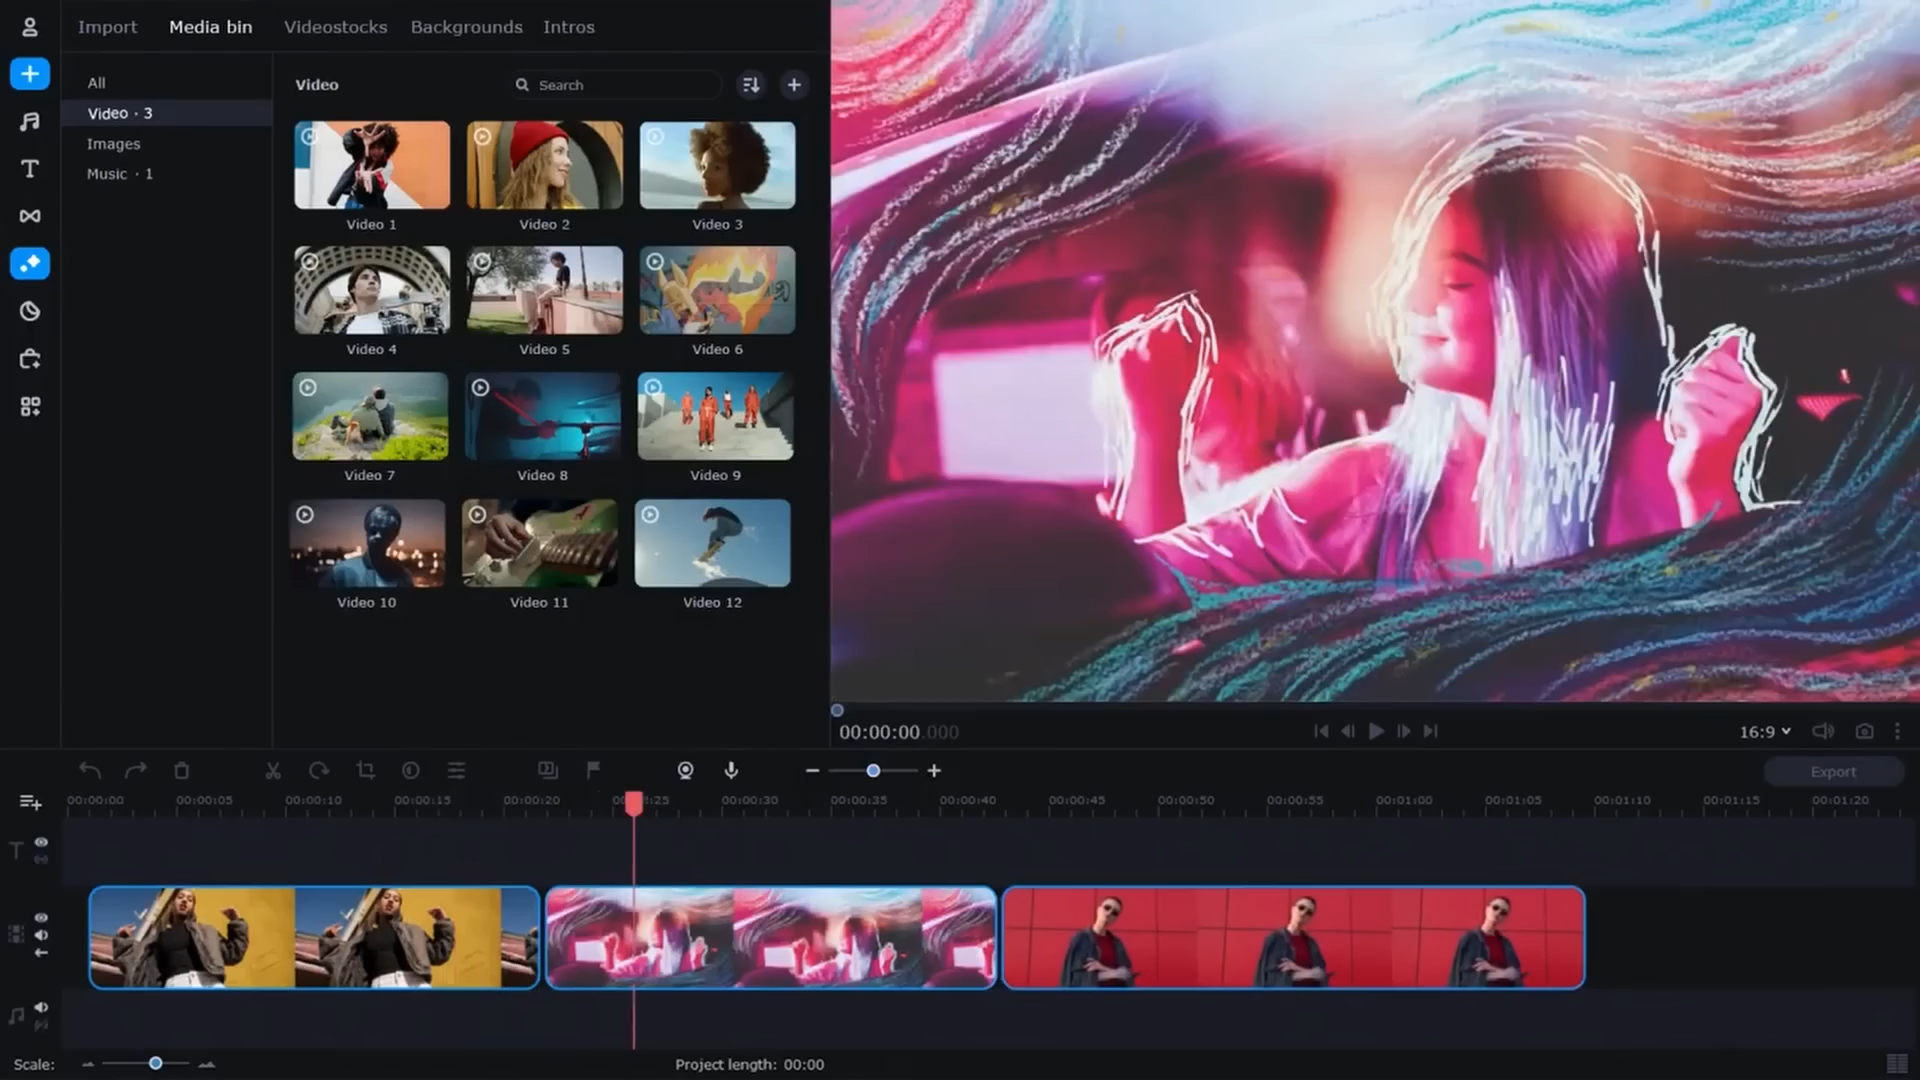 Import Media bin Videostocks Backgrounds Intros
All
Video · 3
Images
Music · 1
Video
Search
Video 1 Video 2 Video 3
Video 4 Video 5 Video 6
Video 7 Video 8 Video 9
Video 10 Video 11 Video 12
00:00:00.000
16:9
Export
00:00:00 00:00:05 00:00:10 00:00:15 00:00:20 :25 00:00:30 00:00:35 00:00:40 00:00:45 00:00:50 00:00:55 00:01:00 00:01:05 00:01:10 00:01:15 00:01:20
Scale:
Project length: 00:00